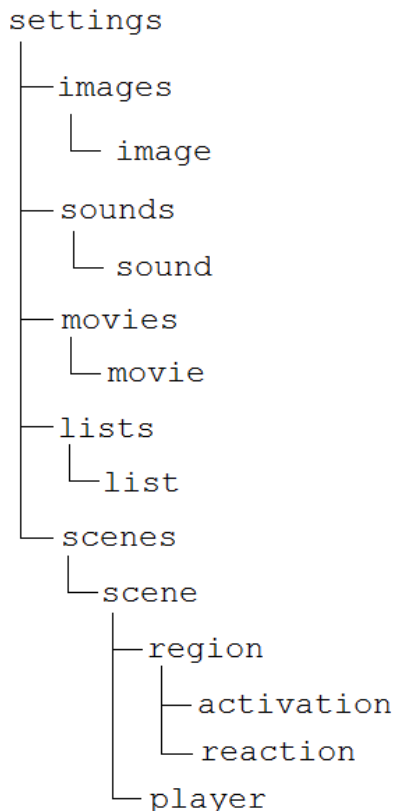 settings
images
image
sounds
sound
movies
movie
lists
list
scenes
scene
region
activation
reaction
player